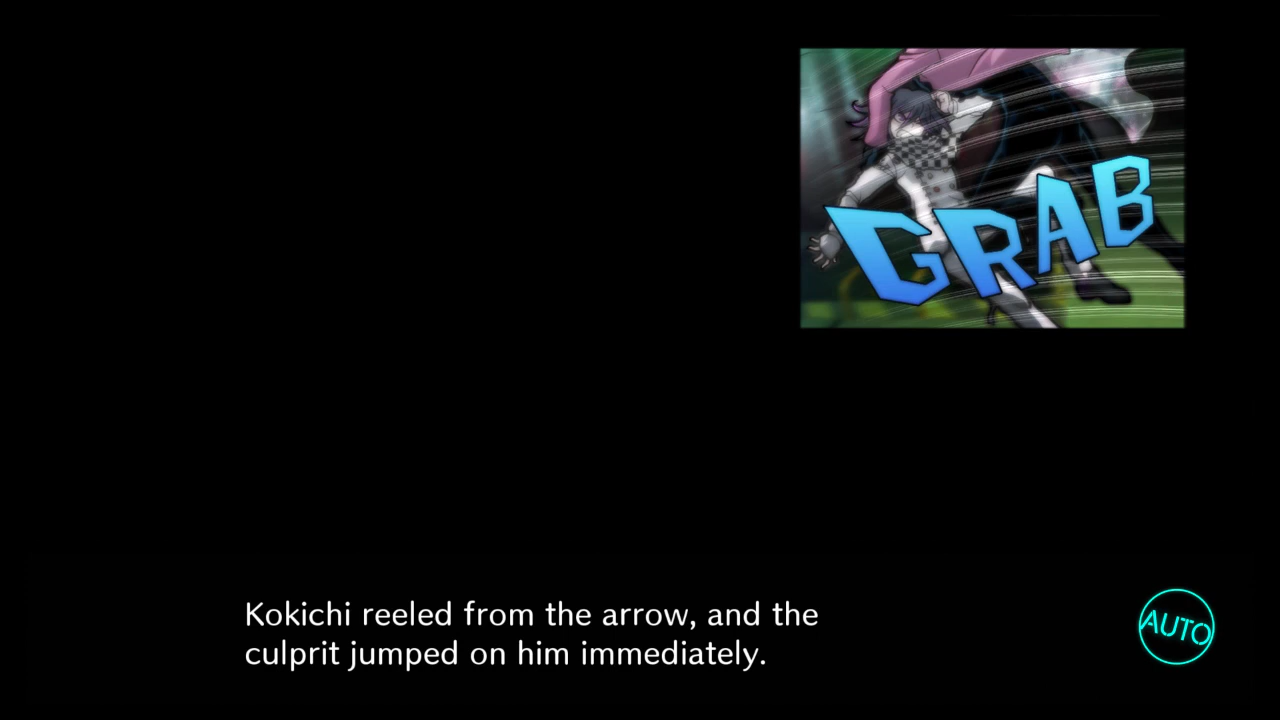 GRAB
Kokichi reeled from the arrow, and the
culprit jumped on him immediately.
AUTO